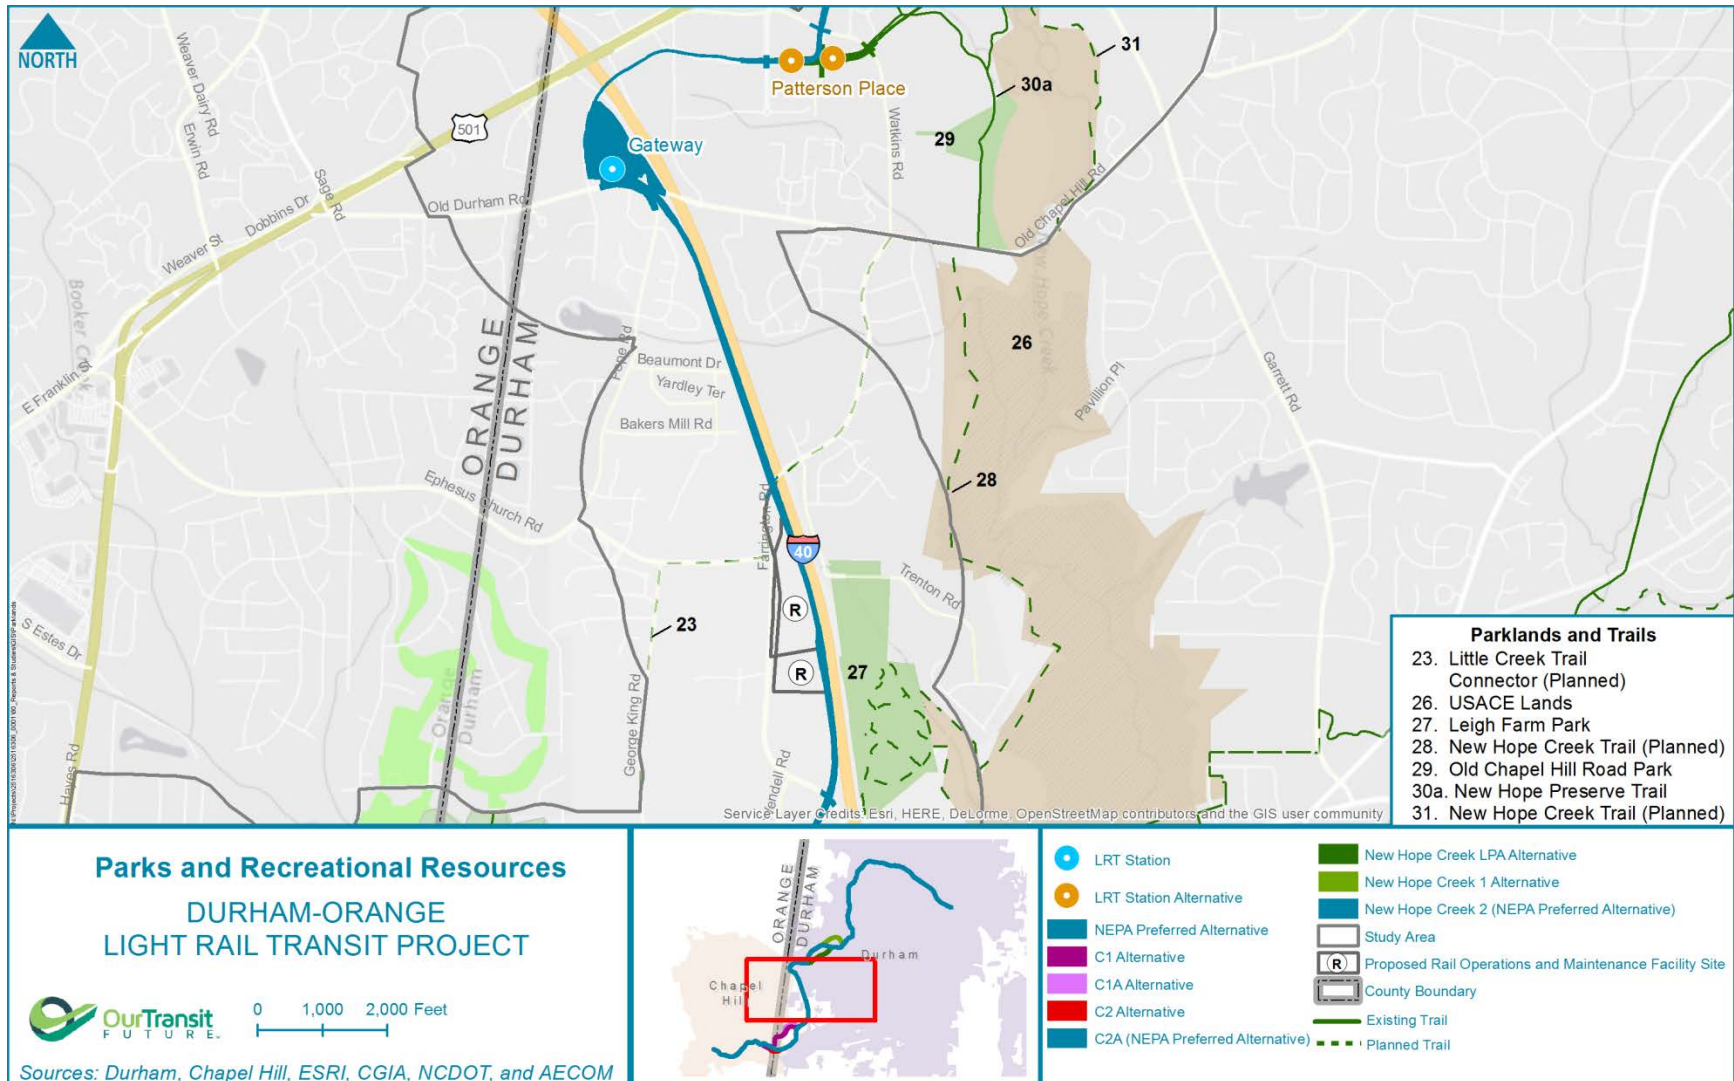 NORTH
Weaver Dairy Rd
Erwin Rd
Sage Rd
501
Dobbins Dr
Weaver St
Old Durham Rd
Gateway
Patterson Place
Watkins Rd
29
30a
31
Old Chapel Hill Rd
New Hope Creek
Booker Creek
E Franklin St
ORANGE
DURHAM
Pope Rd
Beaumont Dr
Yardley Ter
Bakers Mill Rd
26
Pavillion Pl
Garrett Rd
Ephesus Church Rd
28
Farrington Rd
40
Trenton Rd
S Estes Dr
23
R
R
27
Orange
Durham
George King Rd
Hayes Rd
Wendell Rd
Service Layer Credits: Esri, HERE, DeLorme, OpenStreetMap contributors and the GIS user community
Parklands and Trails
23. Little Creek Trail
Connector (Planned)
26. USACE Lands
27. Leigh Farm Park
28. New Hope Creek Trail (Planned)
29. Old Chapel Hill Road Park
30a. New Hope Preserve Trail
31. New Hope Creek Trail (Planned)
Parks and Recreational Resources
DURHAM-ORANGE
LIGHT RAIL TRANSIT PROJECT
OurTransit
FUTURE
0 1,000 2,000 Feet
Sources: Durham, Chapel Hill, ESRI, CGIA, NCDOT, and AECOM
ORANGE
DURHAM
Durham
Chapel
Hill
LRT Station
LRT Station Alternative
NEPA Preferred Alternative
C1 Alternative
C1A Alternative
C2 Alternative
C2A (NEPA Preferred Alternative)
New Hope Creek LPA Alternative
New Hope Creek 1 Alternative
New Hope Creek 2 (NEPA Preferred Alternative)
Study Area
R Proposed Rail Operations and Maintenance Facility Site
County Boundary
Existing Trail
Planned Trail